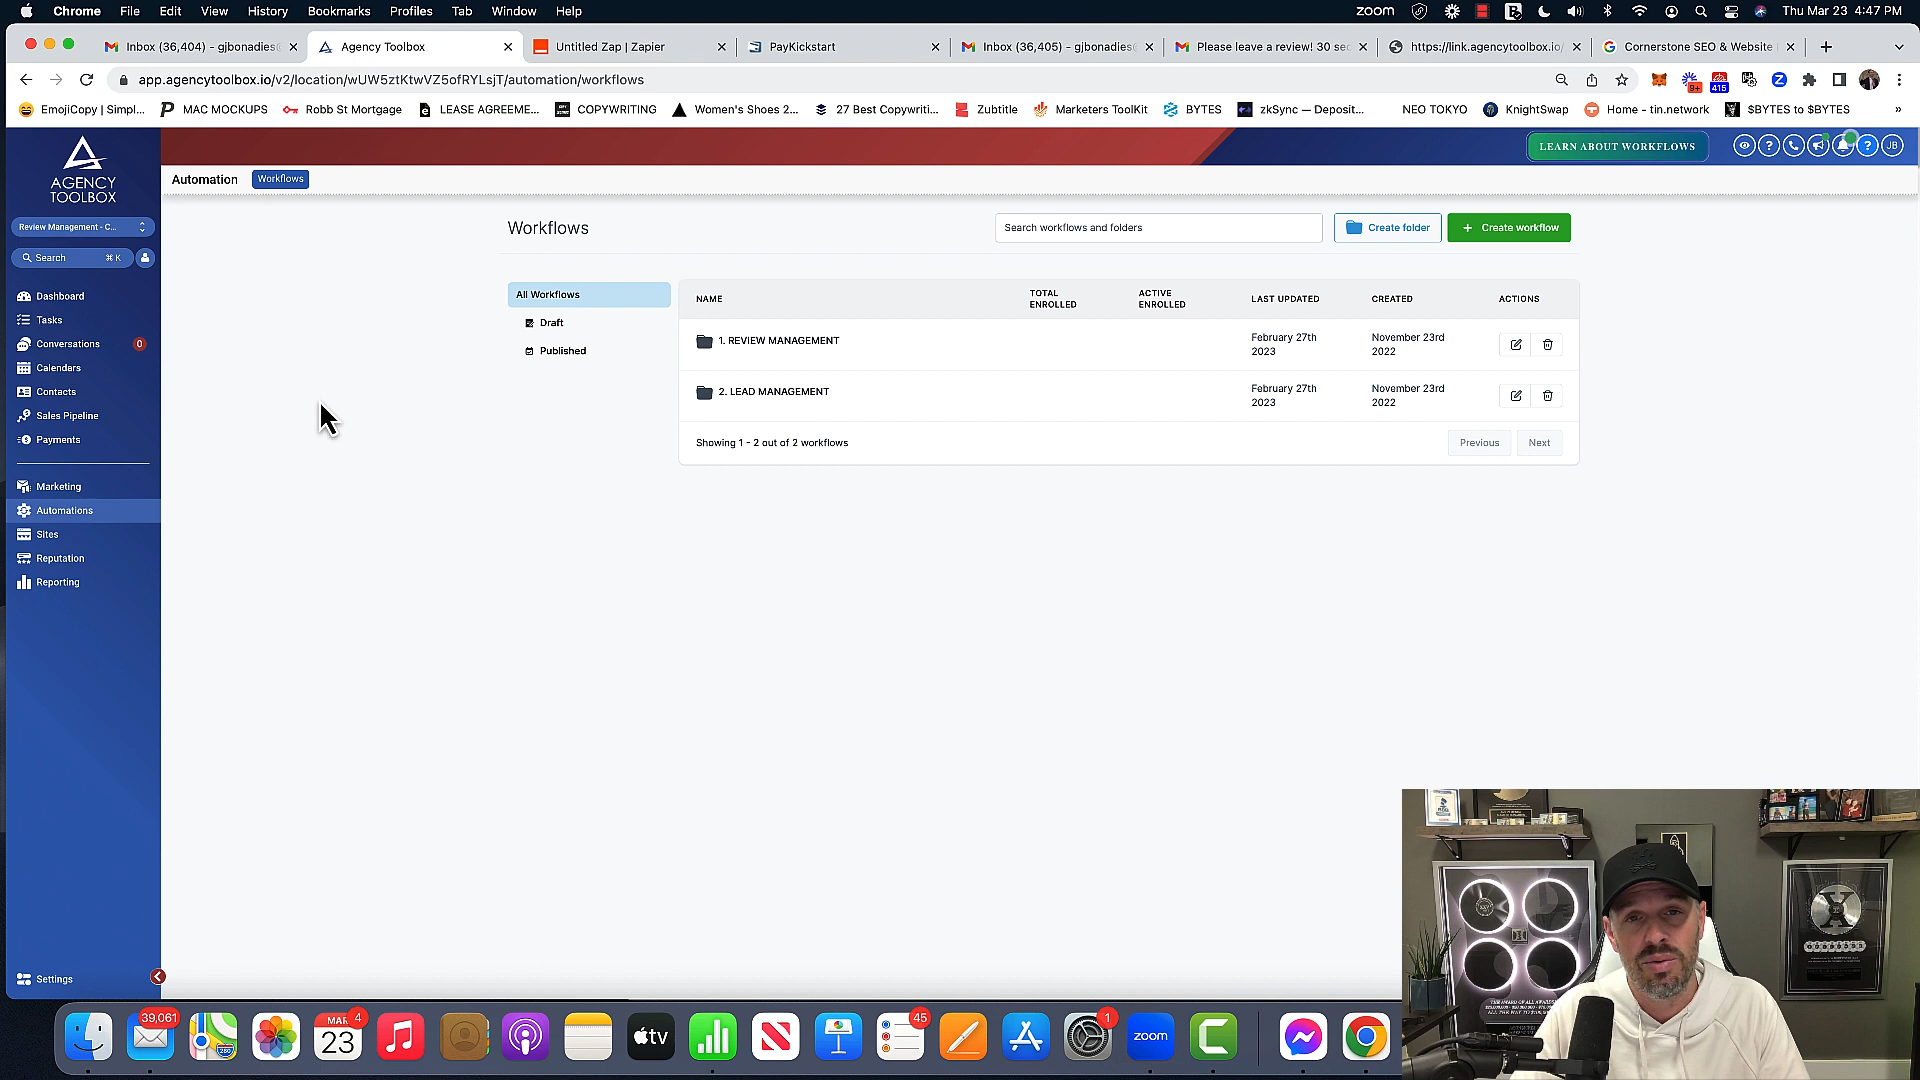 Chrome File Edit View History Bookmarks Profiles Tab Window Help
zoom Thu Mar 23 4:47 PM
Inbox (36,404) - gjbonadies@
Agency Toolbox
Untitled Zap | Zapier
PayKickstart
Inbox (36,405) - gjbonadies@
Please leave a review! 30 sec
https://link.agencytoolbox.io/
Cornerstone SEO & Website
app.agencytoolbox.io/v2/location/wUW5ztKtwVZ5ofRYLsjT/automation/workflows
9+
415
EmojiCopy | Simpl...
MAC MOCKUPS
Robb St Mortgage
LEASE AGREEME...
COPYWRITING
Women's Shoes 2...
27 Best Copywriti...
Zubtitle
Marketers ToolKit
BYTES
zkSync — Deposit...
NEO TOKYO
KnightSwap
Home - tin.network
$BYTES to $BYTES
»
AGENCY
TOOLBOX
LEARN ABOUT WORKFLOWS
JB
Automation
Workflows
Review Management - C...
Search ⌘ K
Dashboard
Tasks
Conversations 0
Calendars
Contacts
Sales Pipeline
Payments
Marketing
Automations
Sites
Reputation
Reporting
Settings
Workflows
Search workflows and folders
Create folder
+ Create workflow
All Workflows
Draft
Published
NAME
TOTAL
ENROLLED
ACTIVE
ENROLLED
LAST UPDATED
CREATED
ACTIONS
1. REVIEW MANAGEMENT
February 27th
2023
November 23rd
2022
2. LEAD MANAGEMENT
February 27th
2023
November 23rd
2022
Showing 1 - 2 out of 2 workflows
Previous
Next
39,061
MAR 4
23
tv
45
1
zoom